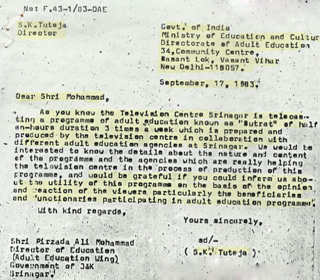 No: F.43-1/83-DAE
S.K.Tuteja
Director
Govt. of India
Ministry of Education and Cultur
Directorate of Adult Education
34,Community Centre,
Basant Lok, Vasant Vihar
New Delhi-110057.
September, 17, 1983.
Dear Shri Mohammad,
As you know the Television Centre Srinagar is teleca-
sting a programme of adult education known as "Nutrat" of half
an-hours duration 3 times a week which is prepared and
produced by the television centre in collaboration with
different adult education agencies at Srinagar. We would be
interested to know the details about the nature and content
of the programme and the agencies which are really helping
the television centre in the process of production of this
programme, and would be grateful if you could inform us abo-
ut the utility of this programme on the basis of the opinion
and reaction of the viewers particularly the beneficiaries
and functionaries participating in adult education programme.
With kind regards,
Yours sincerely,
sd/-
( S.K. Tuteja )
Shri Pirzada Ali Mohammad
Director of Education
(Adult Education Wing)
Government of J&K
Srinagar.